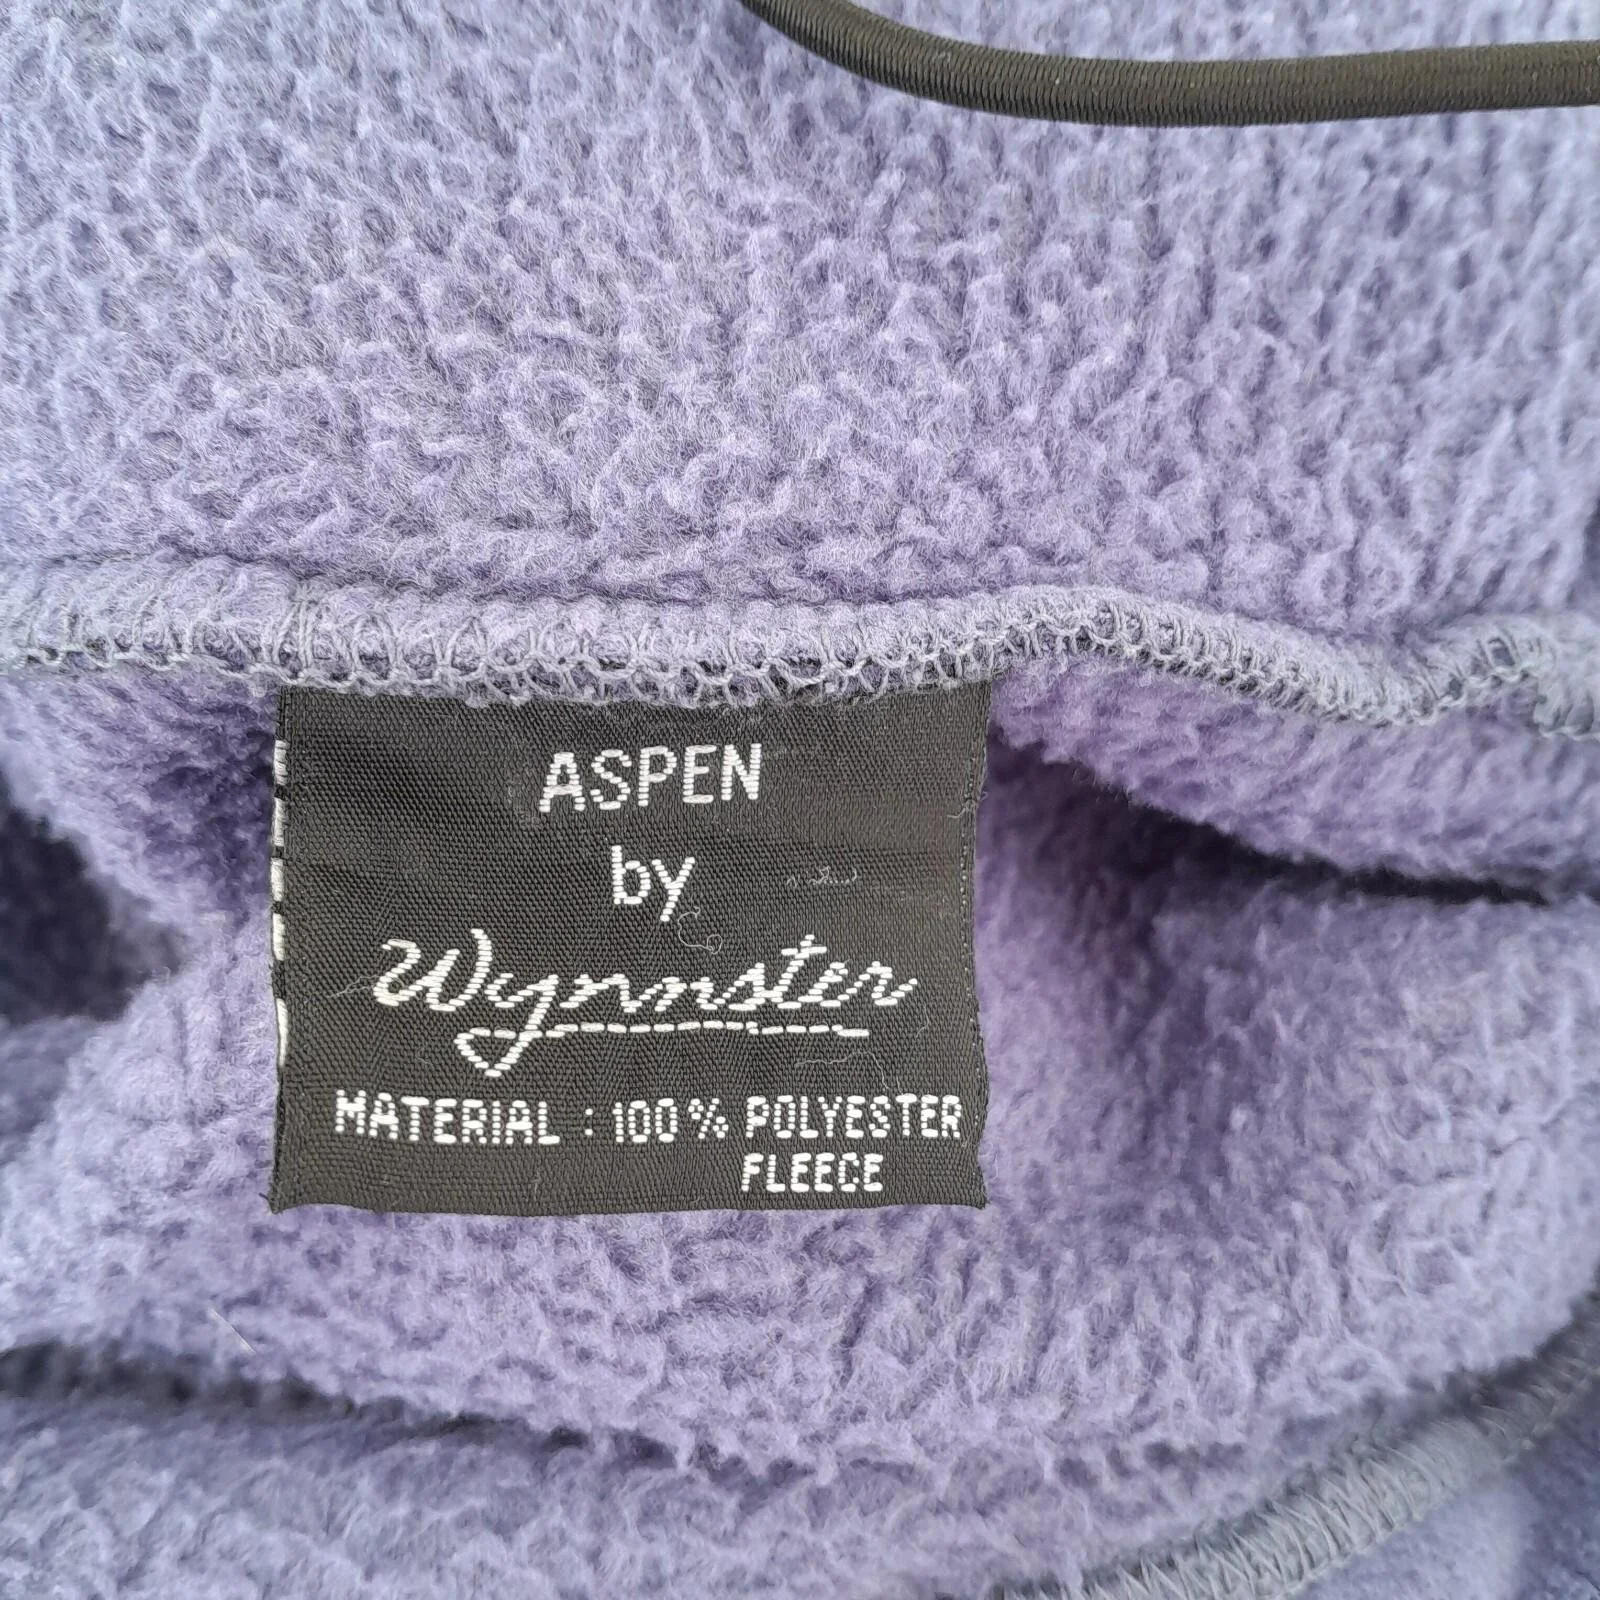 ASPEN
by
Wynnster
MATERIAL : 100% POLYESTER
FLEECE